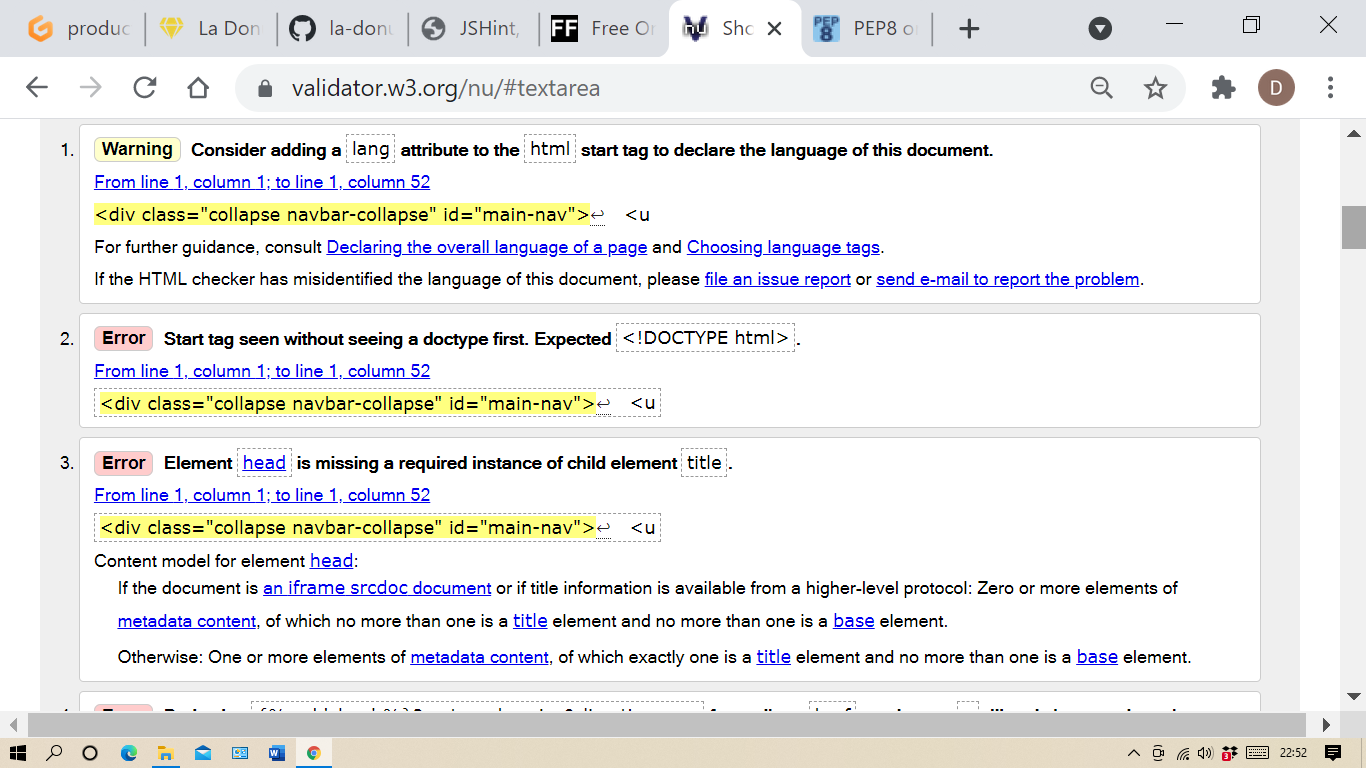 produc
La Don
la-donu
JSHint,
FF
Free Or
nu
Sho
PEP 8
PEP8 o
validator.w3.org/nu/#textarea
D
1. Warning Consider adding a lang attribute to the html start tag to declare the language of this document.
From line 1, column 1; to line 1, column 52
<div class="collapse navbar-collapse" id="main-nav">↩ <u
For further guidance, consult Declaring the overall language of a page and Choosing language tags.
If the HTML checker has misidentified the language of this document, please file an issue report or send e-mail to report the problem.
2. Error Start tag seen without seeing a doctype first. Expected <!DOCTYPE html>.
From line 1, column 1; to line 1, column 52
<div class="collapse navbar-collapse" id="main-nav">↩ <u
3. Error Element head is missing a required instance of child element title.
From line 1, column 1; to line 1, column 52
<div class="collapse navbar-collapse" id="main-nav">↩ <u
Content model for element head:
If the document is an iframe srcdoc document or if title information is available from a higher-level protocol: Zero or more elements of
metadata content, of which no more than one is a title element and no more than one is a base element.
Otherwise: One or more elements of metadata content, of which exactly one is a title element and no more than one is a base element.
3
22:52